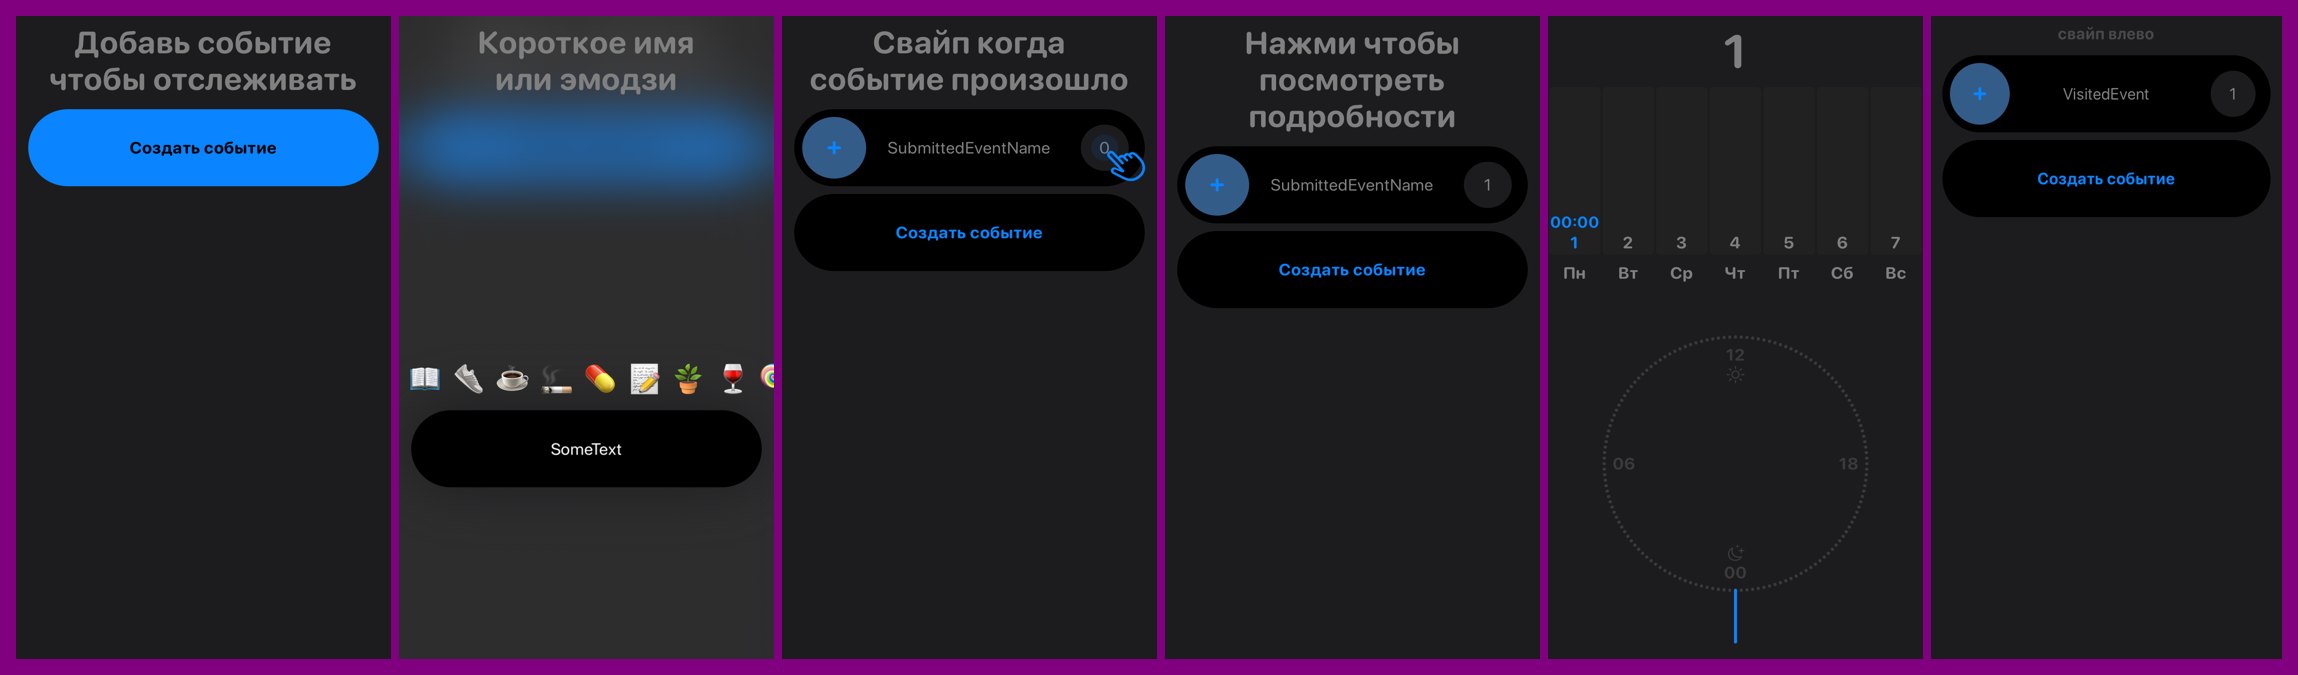 Добавь событие
чтобы отслеживать
Создать событие
Короткое имя
или эмодзи
SomeText
Свайп когда
событие произошло
+ SubmittedEventName 0
Создать событие
Нажми чтобы
посмотреть
подробности
+ SubmittedEventName 1
Создать событие
1
00:00
1 2 3 4 5 6 7
Пн Вт Ср Чт Пт Сб Вс
12
06 18
00
свайп влево
+ VisitedEvent 1
Создать событие